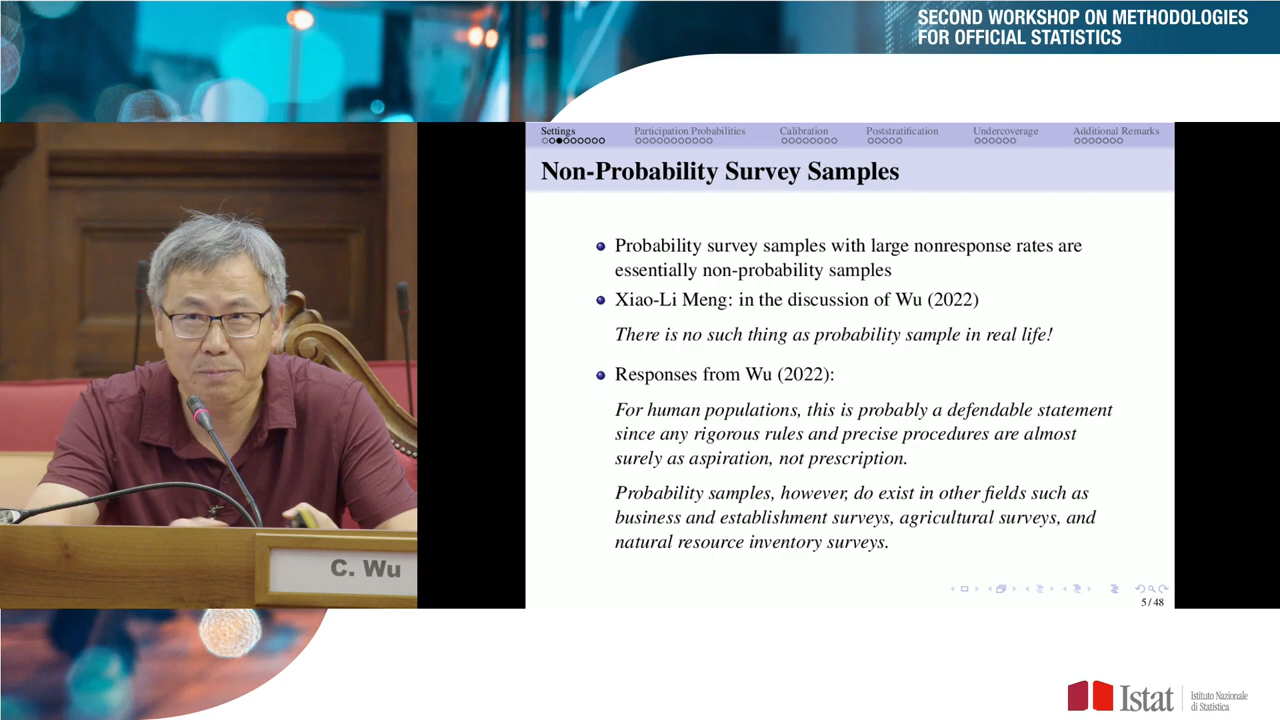 SECOND WORKSHOP ON METHODOLOGIES
FOR OFFICIAL STATISTICS
Settings Participation Probabilities Calibration Poststratification Undercoverage Additional Remarks
Non-Probability Survey Samples
Probability survey samples with large nonresponse rates are
essentially non-probability samples
Xiao-Li Meng: in the discussion of Wu (2022)
There is no such thing as probability sample in real life!
Responses from Wu (2022):
For human populations, this is probably a defendable statement
since any rigorous rules and precise procedures are almost
surely as aspiration, not prescription.
Probability samples, however, do exist in other fields such as
business and establishment surveys, agricultural surveys, and
natural resource inventory surveys.
5 / 48
C. Wu
Istat
Istituto Nazionale
di Statistica